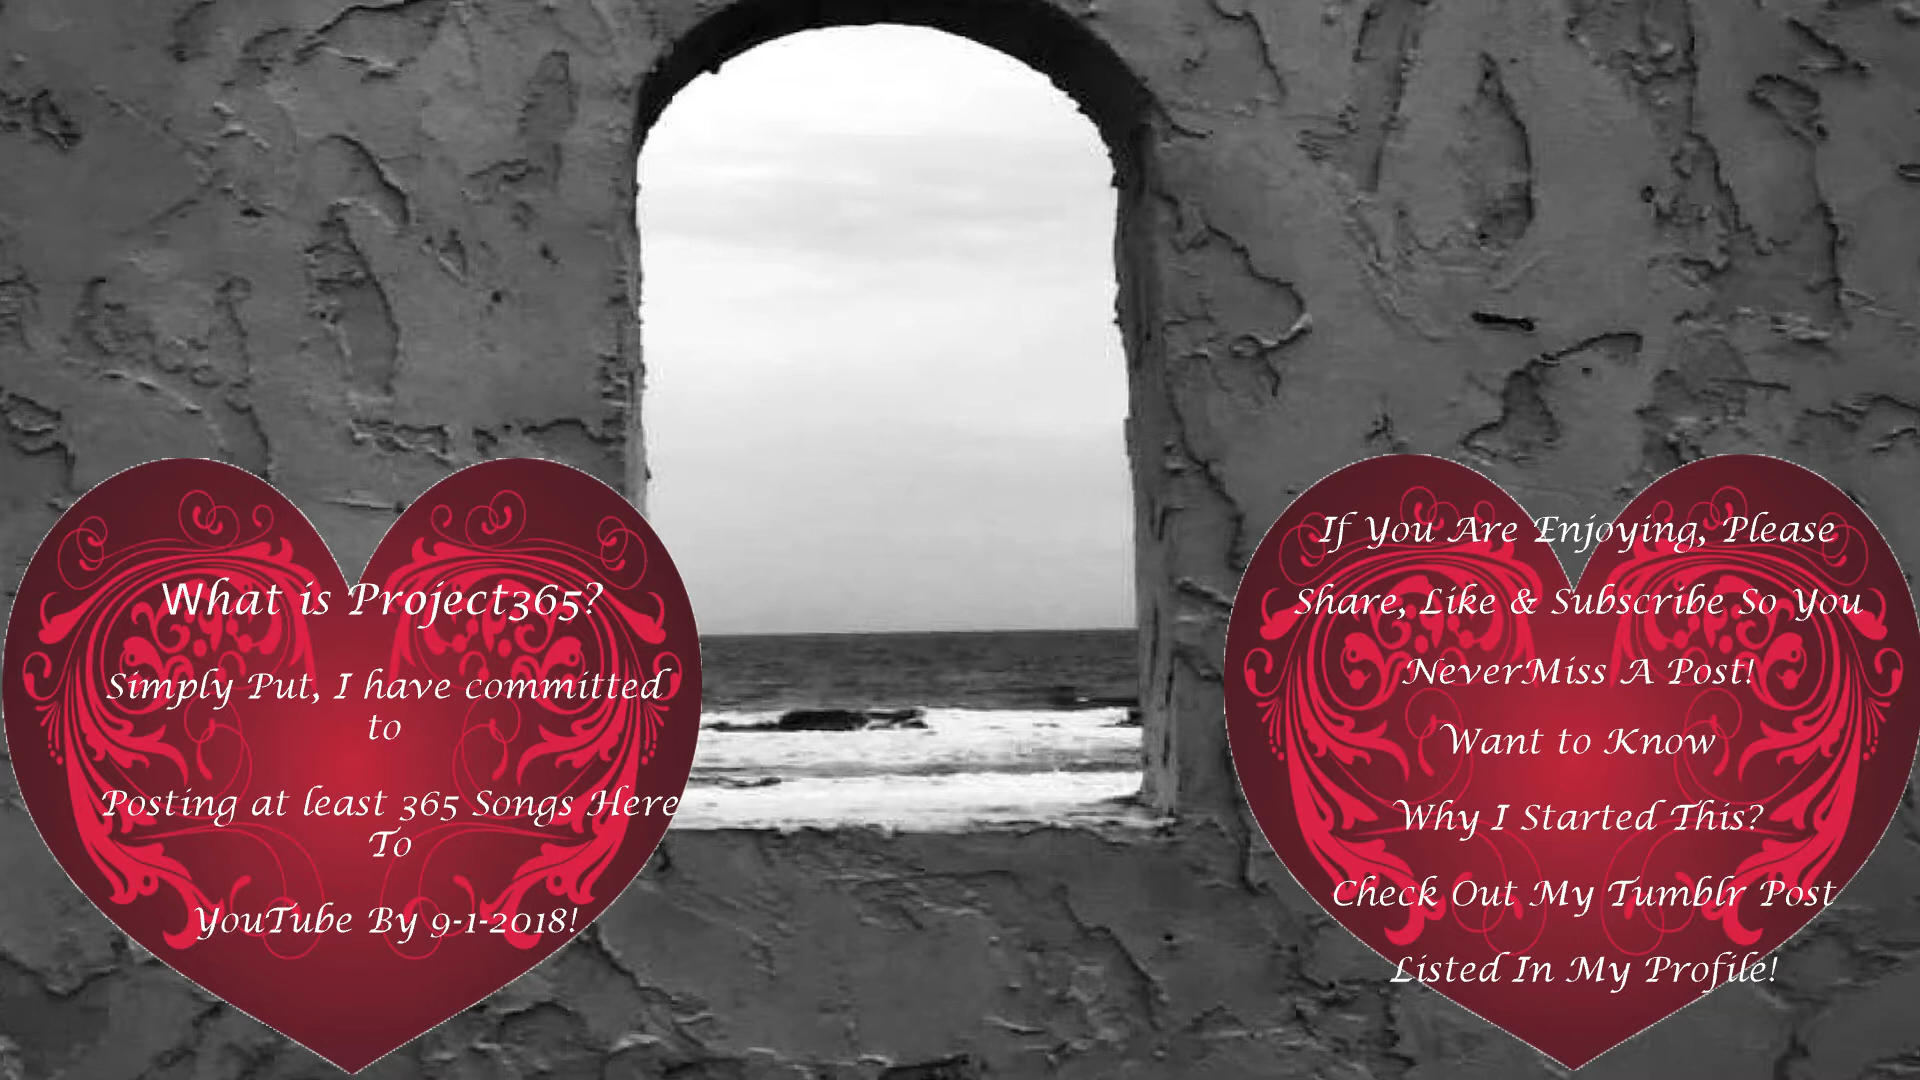 What is Project365?
Simply Put, I have committed
to
Posting at least 365 Songs Here
To
YouTube By 9-1-2018!
If You Are Enjoying, Please
Share, Like & Subscribe So You
NeverMiss A Post!
Want to Know
Why I Started This?
Check Out My Tumblr Post
Listed In My Profile!